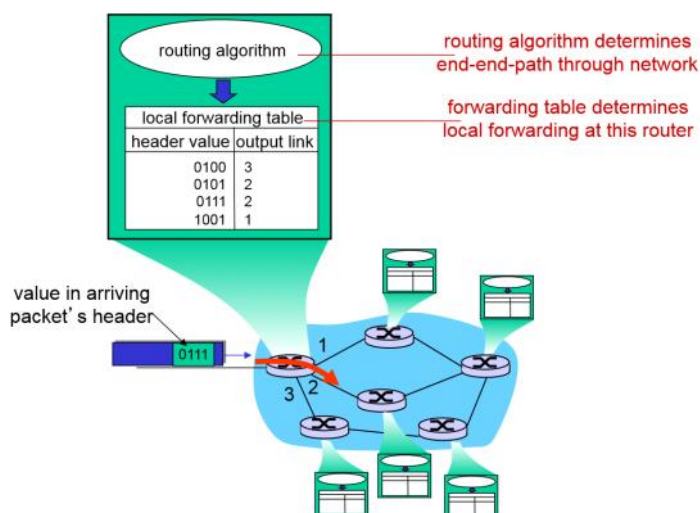 routing algorithm
routing algorithm determines
end-end-path through network
forwarding table determines
local forwarding at this router
local forwarding table
header value output link
0100 3
0101 2
0111 2
1001 1
value in arriving
packet’s header
0111
1
2
3